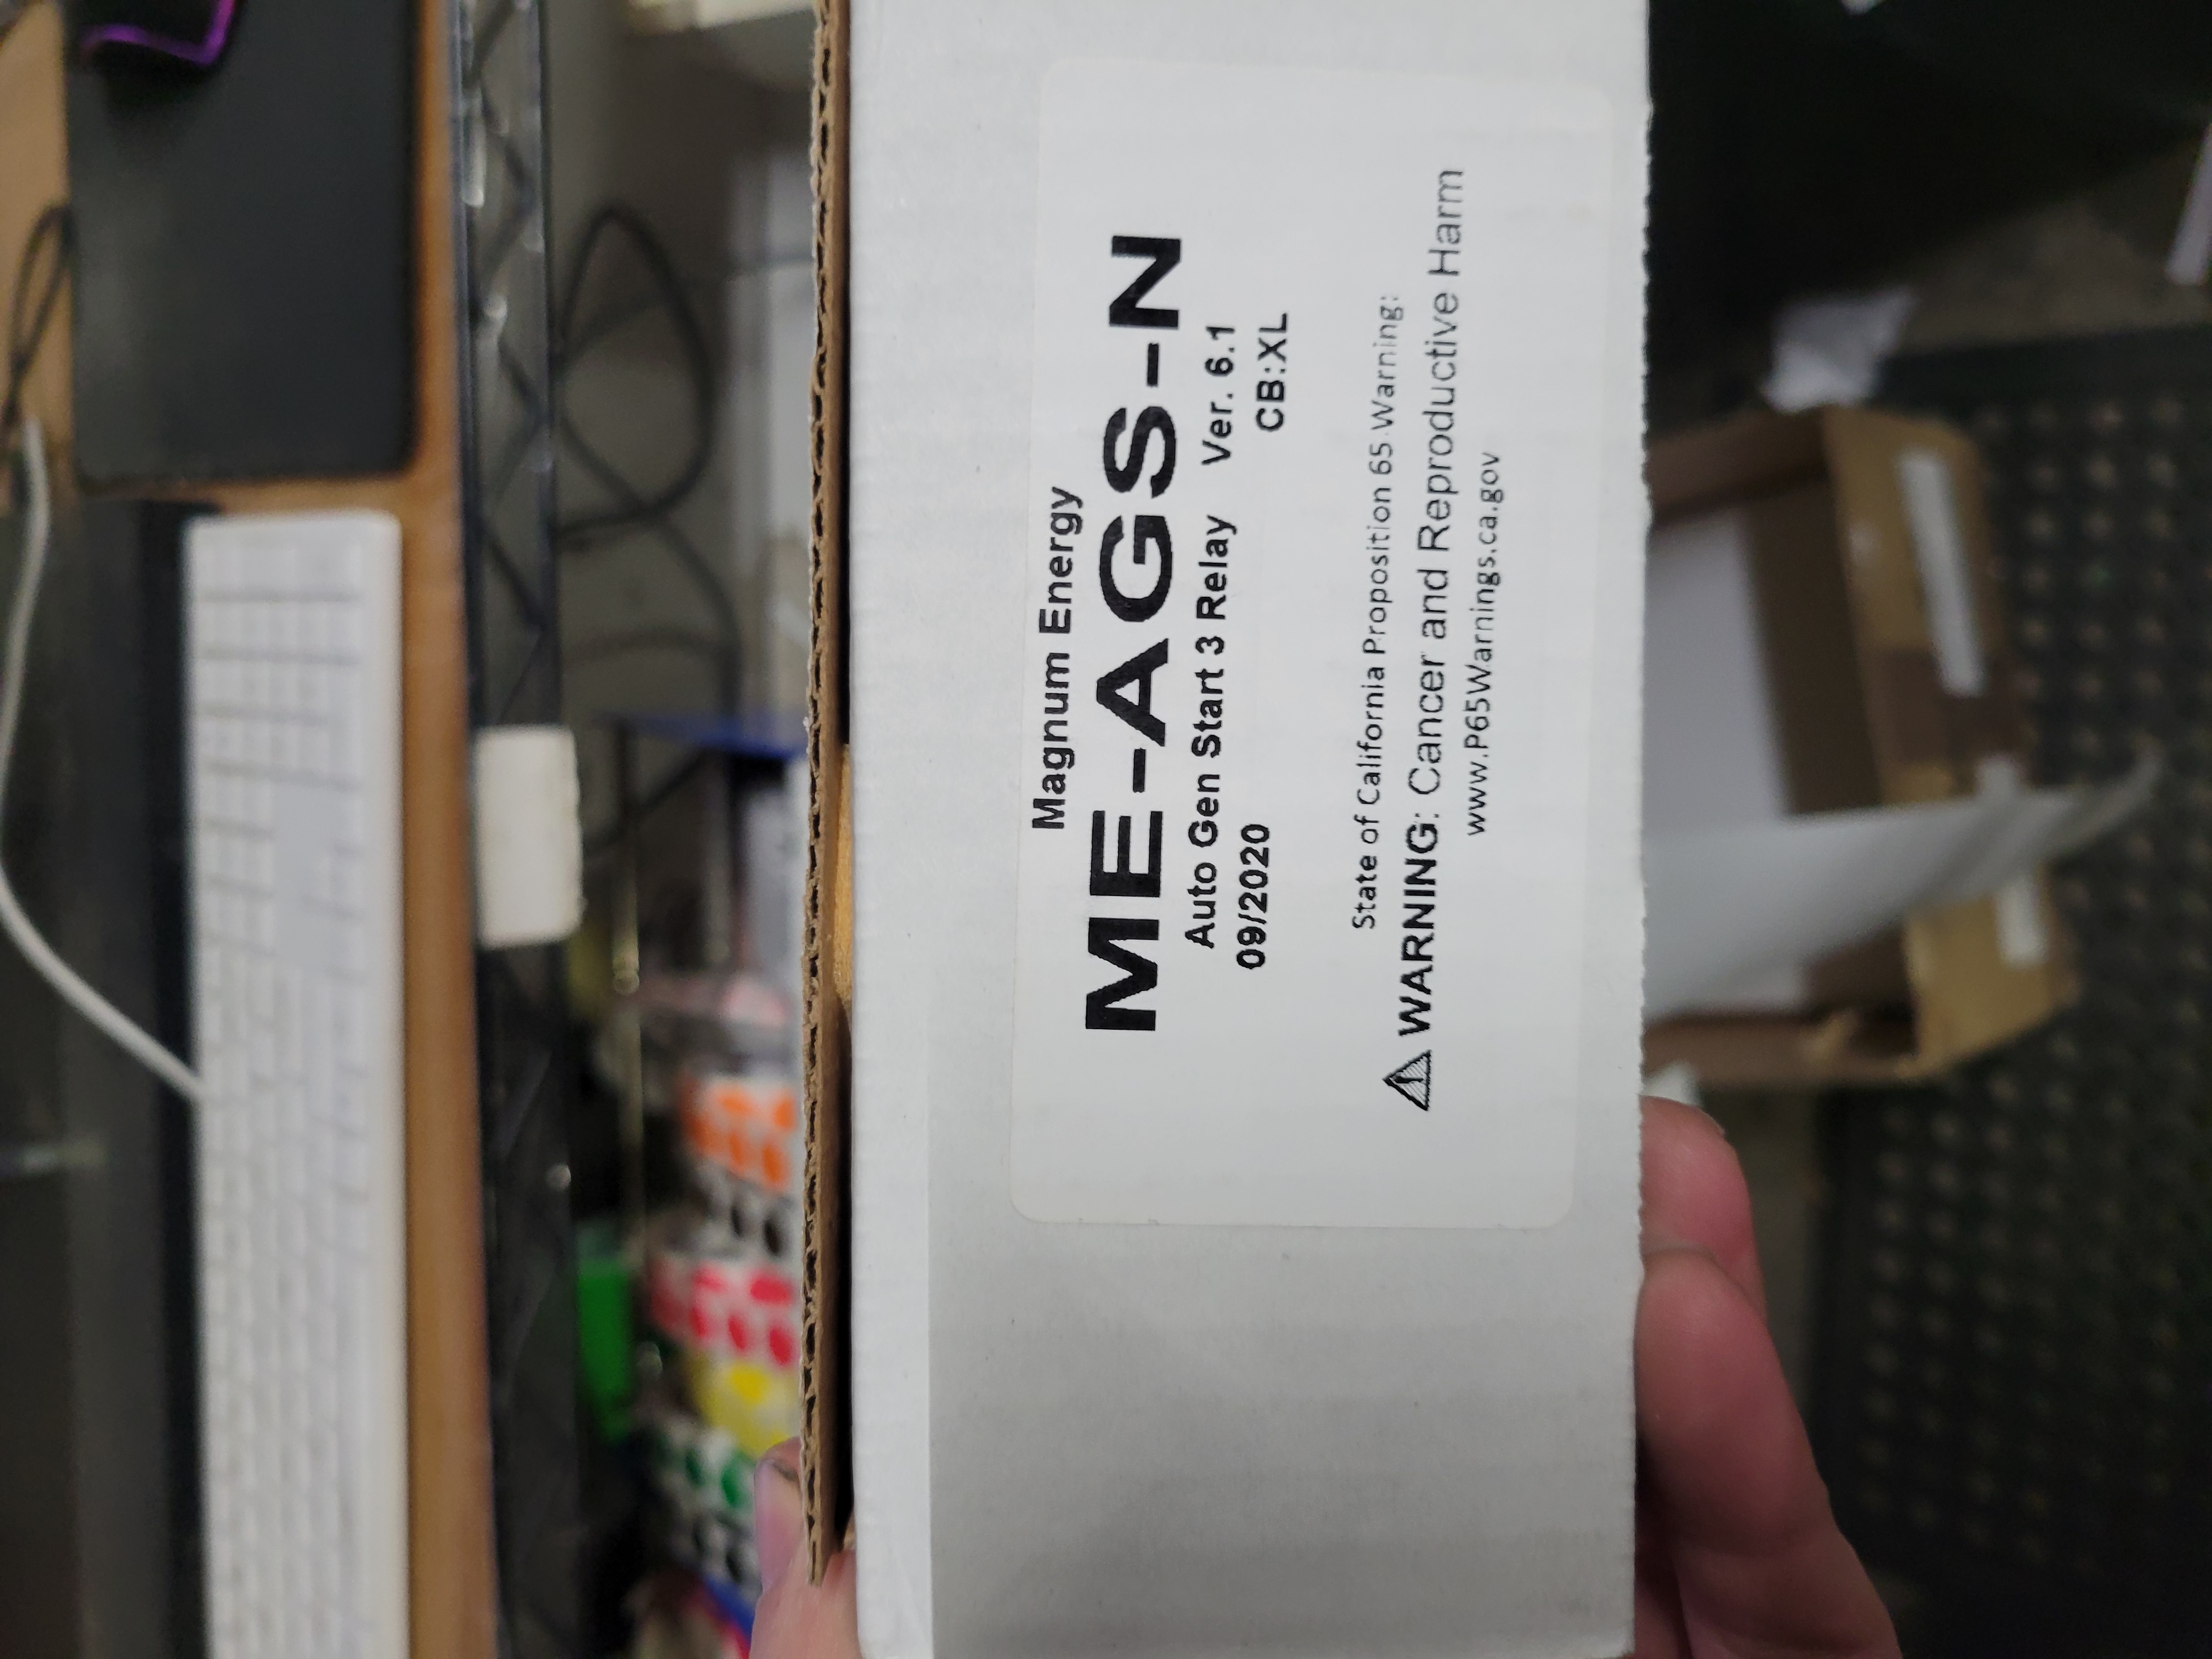 Magnum Energy
ME-AGS-N
Auto Gen Start 3 Relay Ver. 6.1
09/2020 CB:XL
State of California Proposition 65 Warning:
WARNING: Cancer and Reproductive Harm
www.P65Warnings.ca.gov